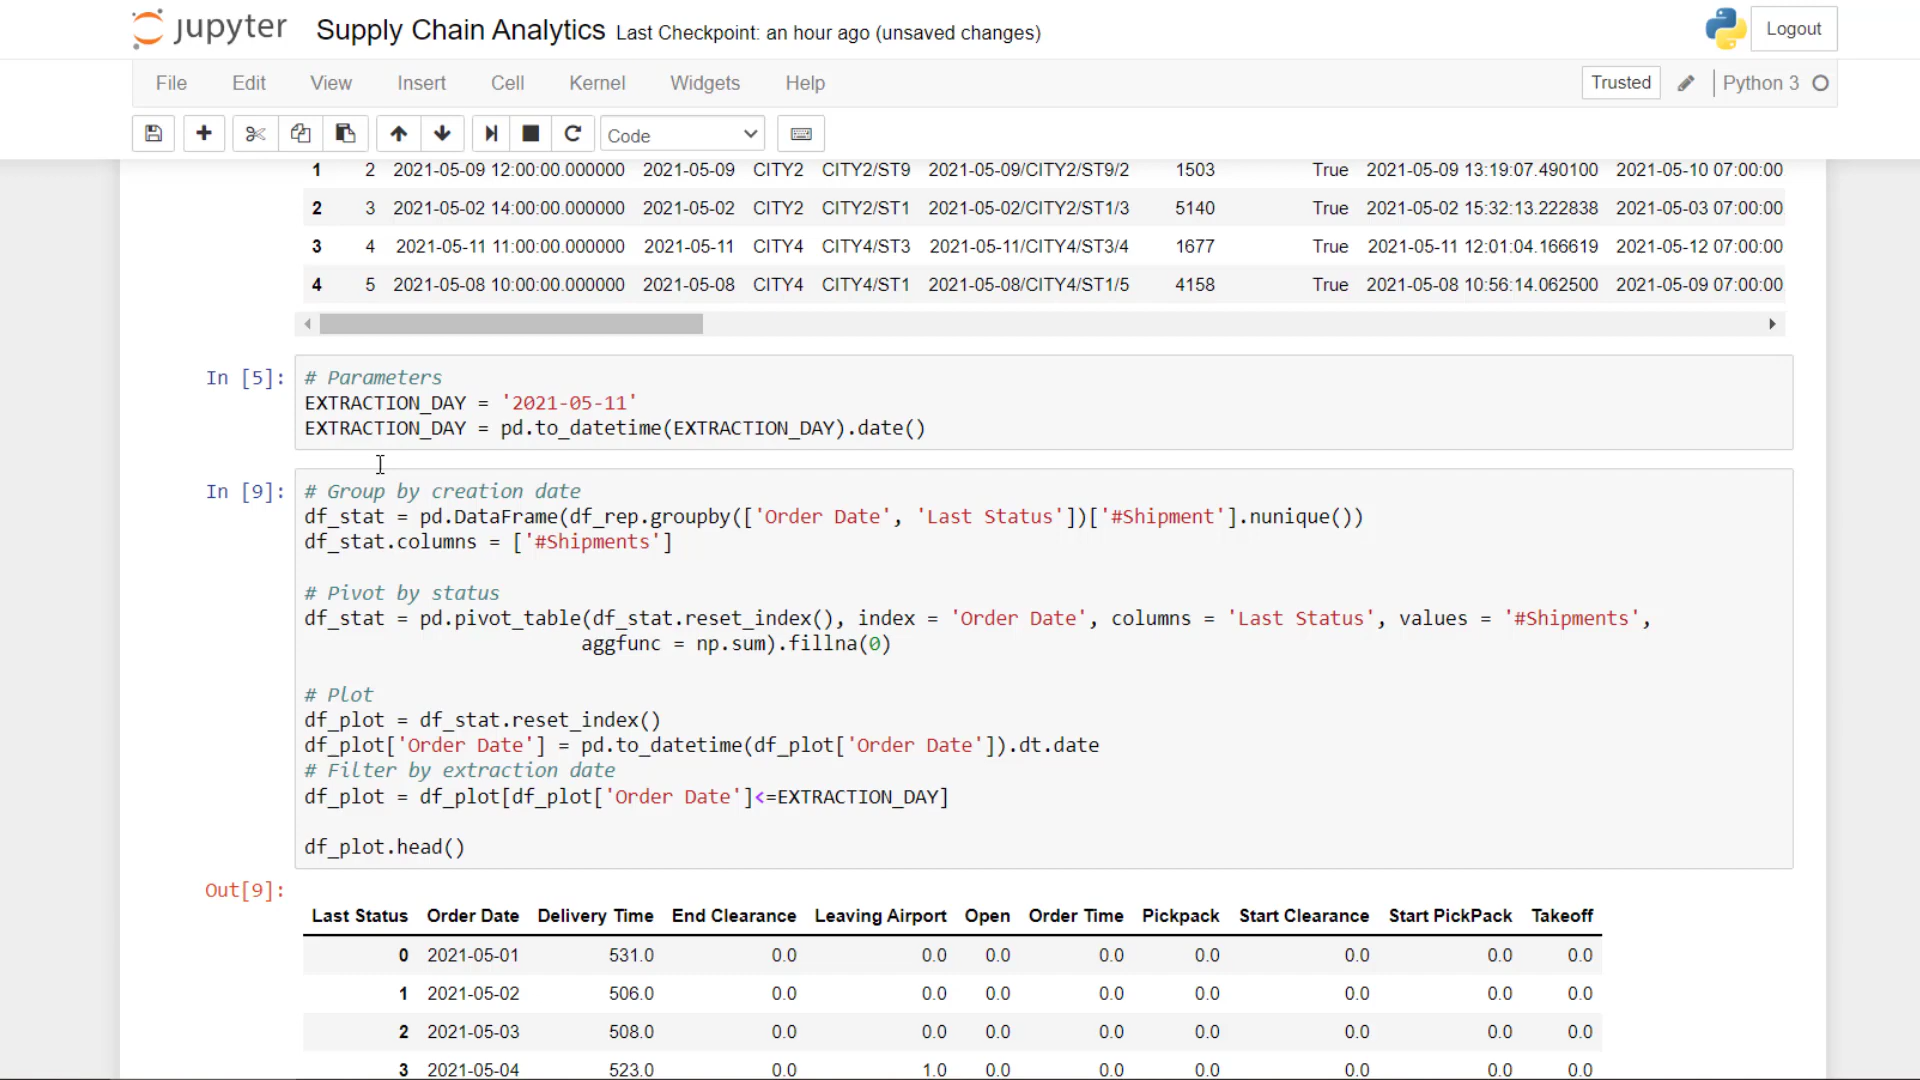 jupyter Supply Chain Analytics Last Checkpoint: an hour ago (unsaved changes) Logout
File Edit View Insert Cell Kernel Widgets Help Trusted Python 3
Code
1 2 2021-05-09 12:00:00.000000 2021-05-09 CITY2 CITY2/ST9 2021-05-09/CITY2/ST9/2 1503 True 2021-05-09 13:19:07.490100 2021-05-10 07:00:00
2 3 2021-05-02 14:00:00.000000 2021-05-02 CITY2 CITY2/ST1 2021-05-02/CITY2/ST1/3 5140 True 2021-05-02 15:32:13.222838 2021-05-03 07:00:00
3 4 2021-05-11 11:00:00.000000 2021-05-11 CITY4 CITY4/ST3 2021-05-11/CITY4/ST3/4 1677 True 2021-05-11 12:01:04.166619 2021-05-12 07:00:00
4 5 2021-05-08 10:00:00.000000 2021-05-08 CITY4 CITY4/ST1 2021-05-08/CITY4/ST1/5 4158 True 2021-05-08 10:56:14.062500 2021-05-09 07:00:00
In [5]: # Parameters
EXTRACTION_DAY = '2021-05-11'
EXTRACTION_DAY = pd.to_datetime(EXTRACTION_DAY).date()
In [9]: # Group by creation date
df_stat = pd.DataFrame(df_rep.groupby(['Order Date', 'Last Status'])['#Shipment'].nunique())
df_stat.columns = ['#Shipments']
# Pivot by status
df_stat = pd.pivot_table(df_stat.reset_index(), index = 'Order Date', columns = 'Last Status', values = '#Shipments',
aggfunc = np.sum).fillna(0)
# Plot
df_plot = df_stat.reset_index()
df_plot['Order Date'] = pd.to_datetime(df_plot['Order Date']).dt.date
# Filter by extraction date
df_plot = df_plot[df_plot['Order Date']<=EXTRACTION_DAY]
df_plot.head()
Out[9]:
Last Status Order Date Delivery Time End Clearance Leaving Airport Open Order Time Pickpack Start Clearance Start PickPack Takeoff
0 2021-05-01 531.0 0.0 0.0 0.0 0.0 0.0 0.0 0.0 0.0
1 2021-05-02 506.0 0.0 0.0 0.0 0.0 0.0 0.0 0.0 0.0
2 2021-05-03 508.0 0.0 0.0 0.0 0.0 0.0 0.0 0.0 0.0
3 2021-05-04 523.0 0.0 1.0 0.0 0.0 0.0 0.0 0.0 0.0